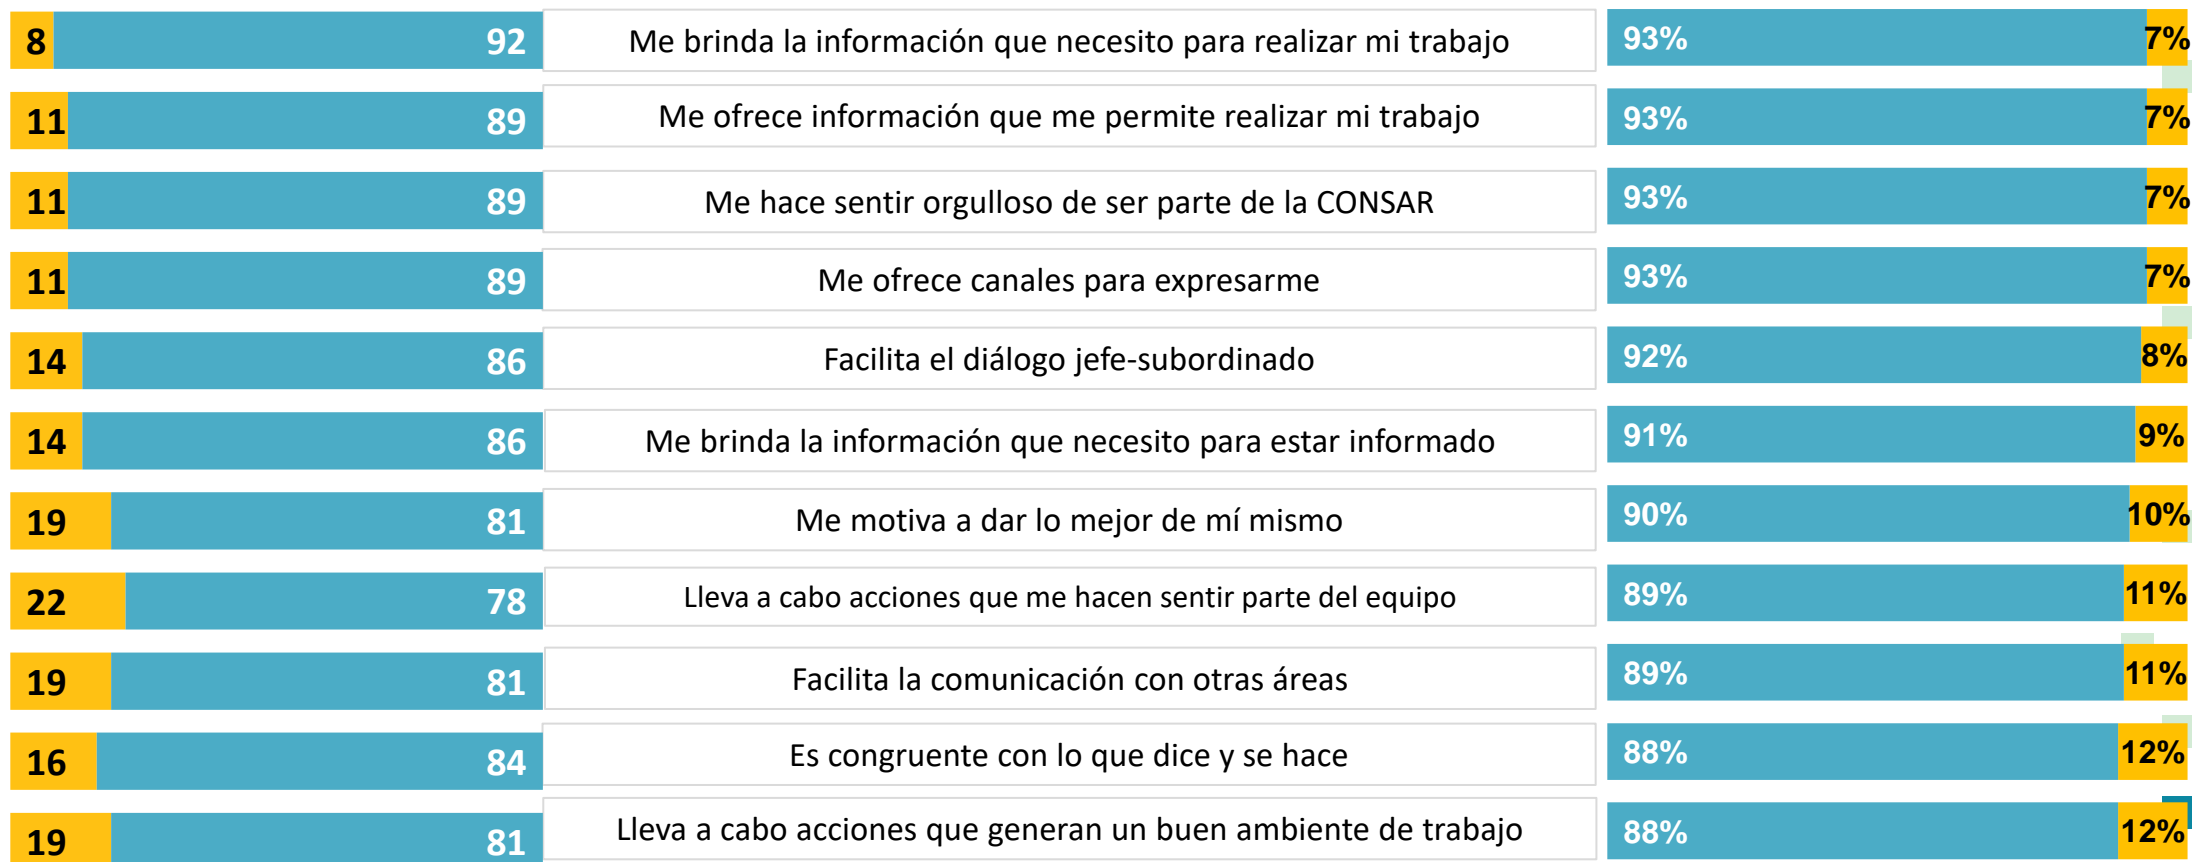 8 92 Me brinda la información que necesito para realizar mi trabajo 93% 7%
11 89 Me ofrece información que me permite realizar mi trabajo 93% 7%
11 89 Me hace sentir orgulloso de ser parte de la CONSAR 93% 7%
11 89 Me ofrece canales para expresarme 93% 7%
14 86 Facilita el diálogo jefe-subordinado 92% 8%
14 86 Me brinda la información que necesito para estar informado 91% 9%
19 81 Me motiva a dar lo mejor de mí mismo 90% 10%
22 78 Lleva a cabo acciones que me hacen sentir parte del equipo 89% 11%
19 81 Facilita la comunicación con otras áreas 89% 11%
16 84 Es congruente con lo que dice y se hace 88% 12%
19 81 Lleva a cabo acciones que generan un buen ambiente de trabajo 88% 12%